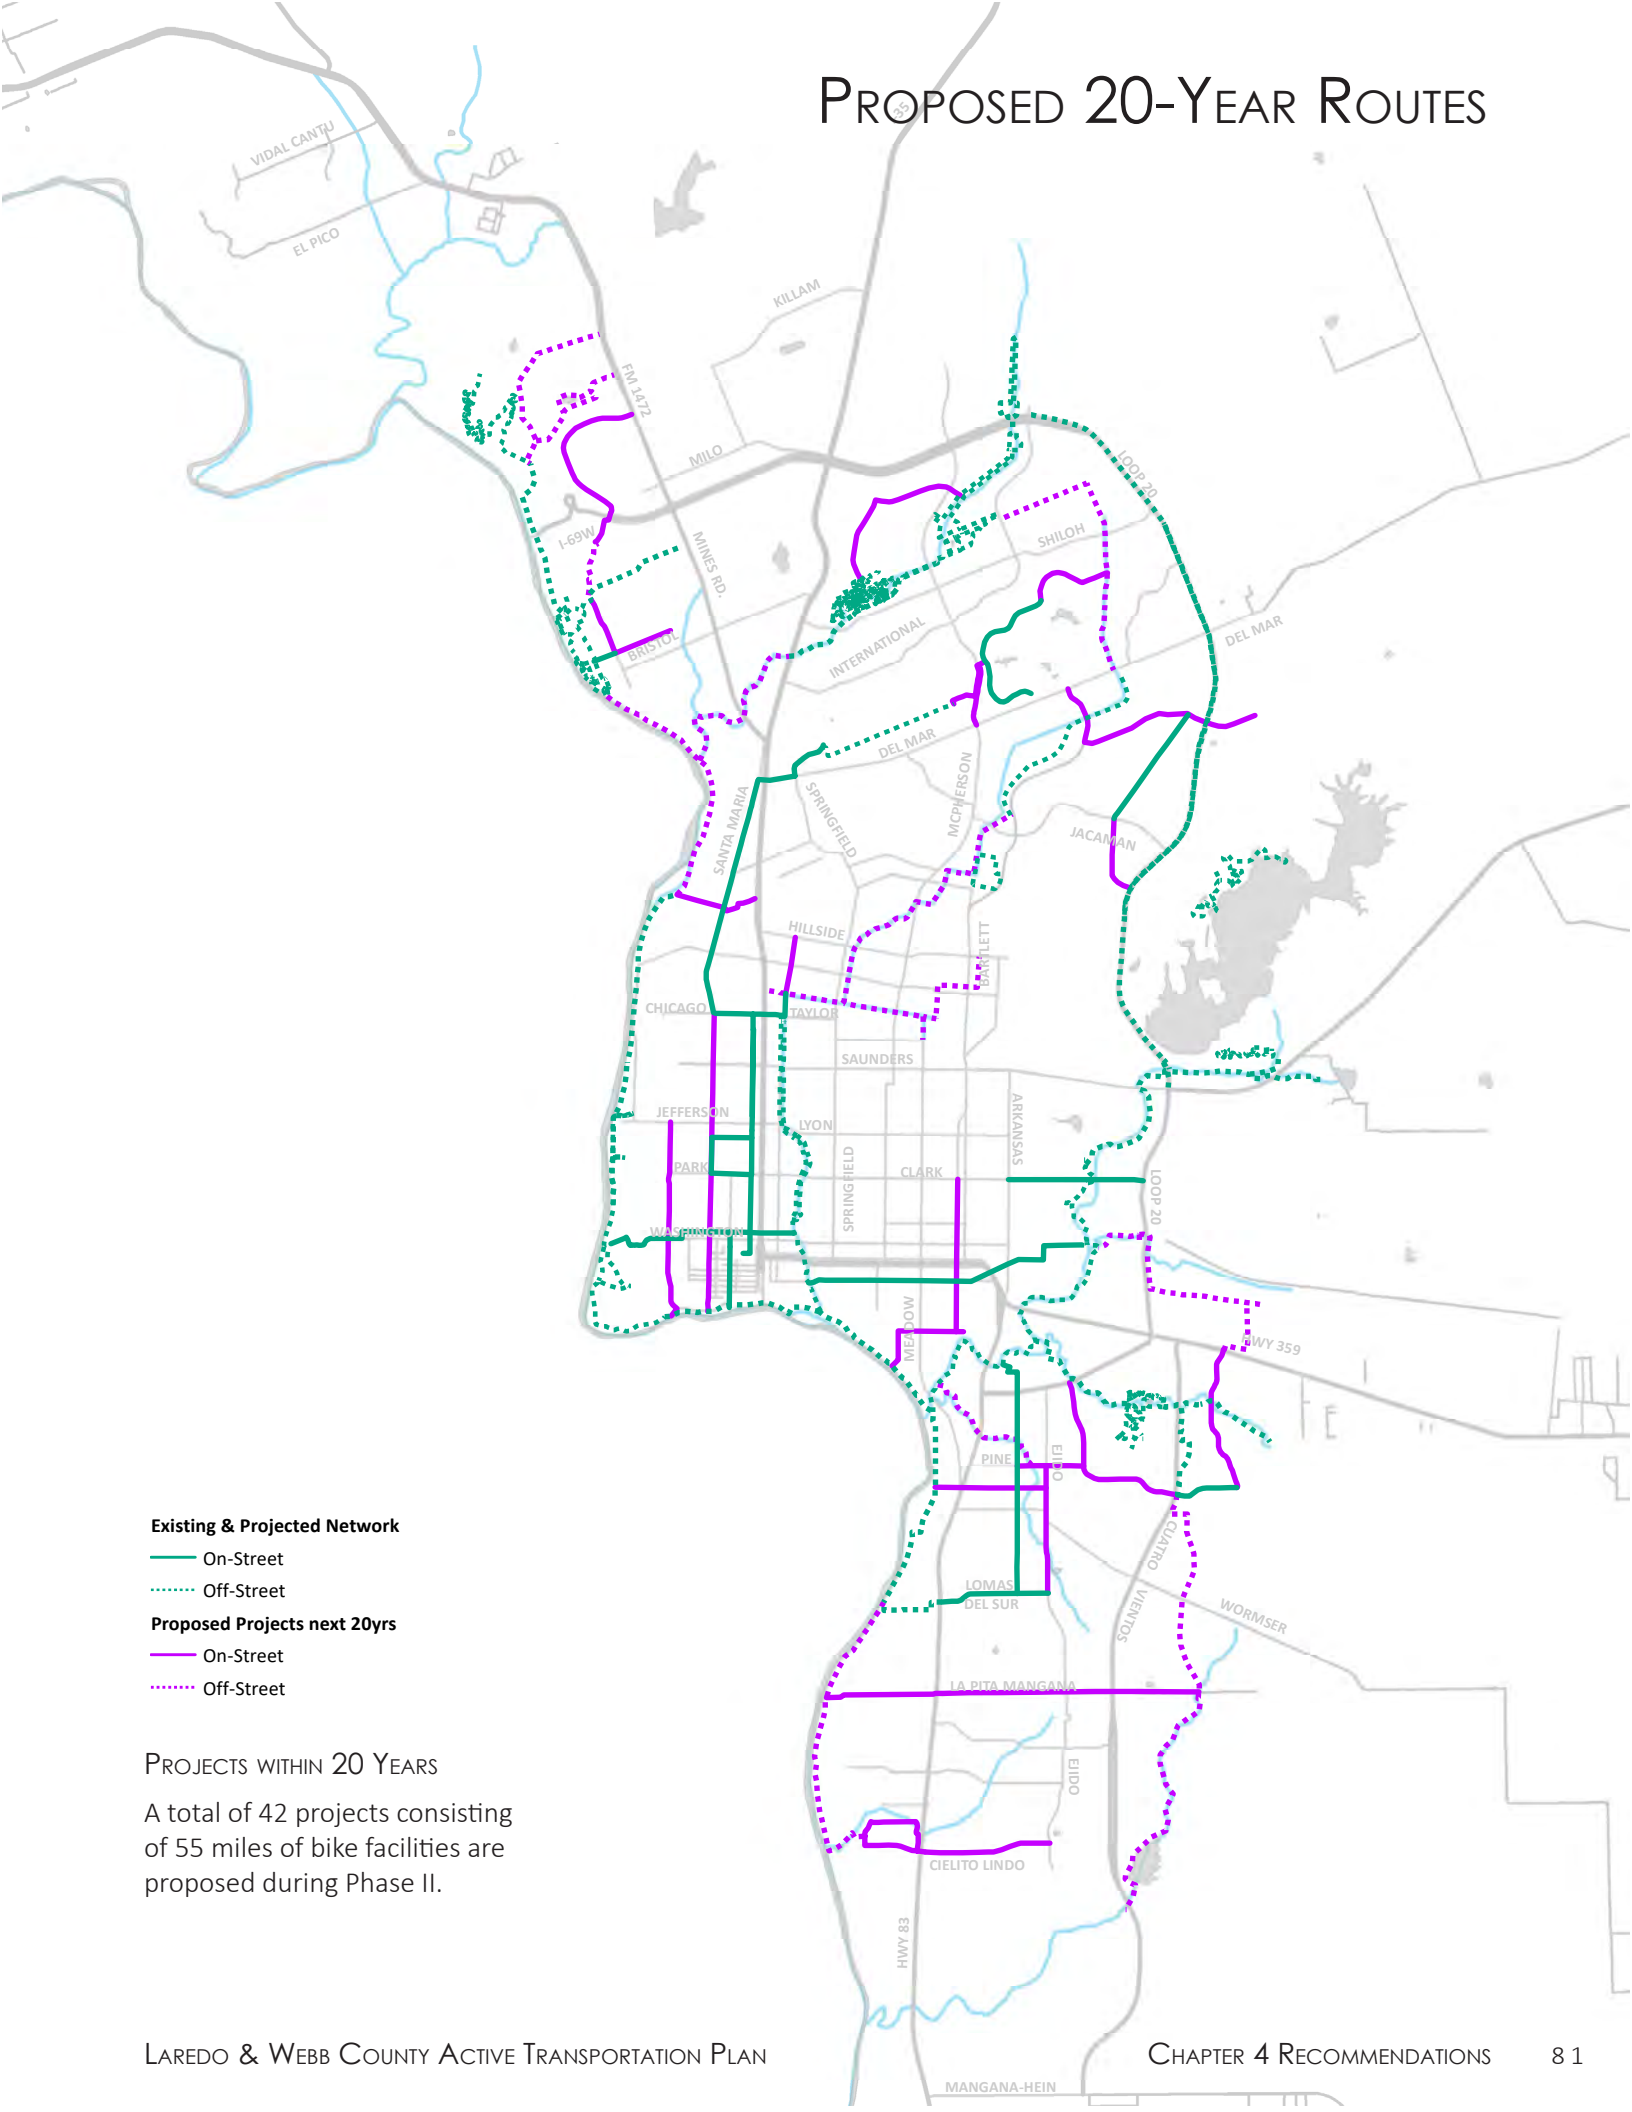 PROPOSED 20-YEAR ROUTES
35
VIDAL CANTU
EL PICO
KILLAM
FM 1472
MILO
LOOP 20
I-69W
MINES RD.
SHILOH
BRISTOL
INTERNATIONAL
DEL MAR
DEL MAR
SANTA MARIA
SPRINGFIELD
MCPHERSON
JACAMAN
HILLSIDE
BARTLETT
CHICAGO
TAYLOR
SAUNDERS
JEFFERSON
LYON
ARKANSAS
PARK
CLARK
SPRINGFIELD
LOOP 20
WASHINGTON
MEADOW
HWY 359
PINE
EJIDO
CUATRO
VIENTOS
LOMAS
DEL SUR
WORMSER
LA PITA MANGANA
EJIDO
CIELITO LINDO
HWY 83
MANGANA-HEIN
Existing & Projected Network
On-Street
Off-Street
Proposed Projects next 20yrs
On-Street
Off-Street
PROJECTS WITHIN 20 YEARS
A total of 42 projects consisting
of 55 miles of bike facilities are
proposed during Phase II.
LAREDO & WEBB COUNTY ACTIVE TRANSPORTATION PLAN
CHAPTER 4 RECOMMENDATIONS 81